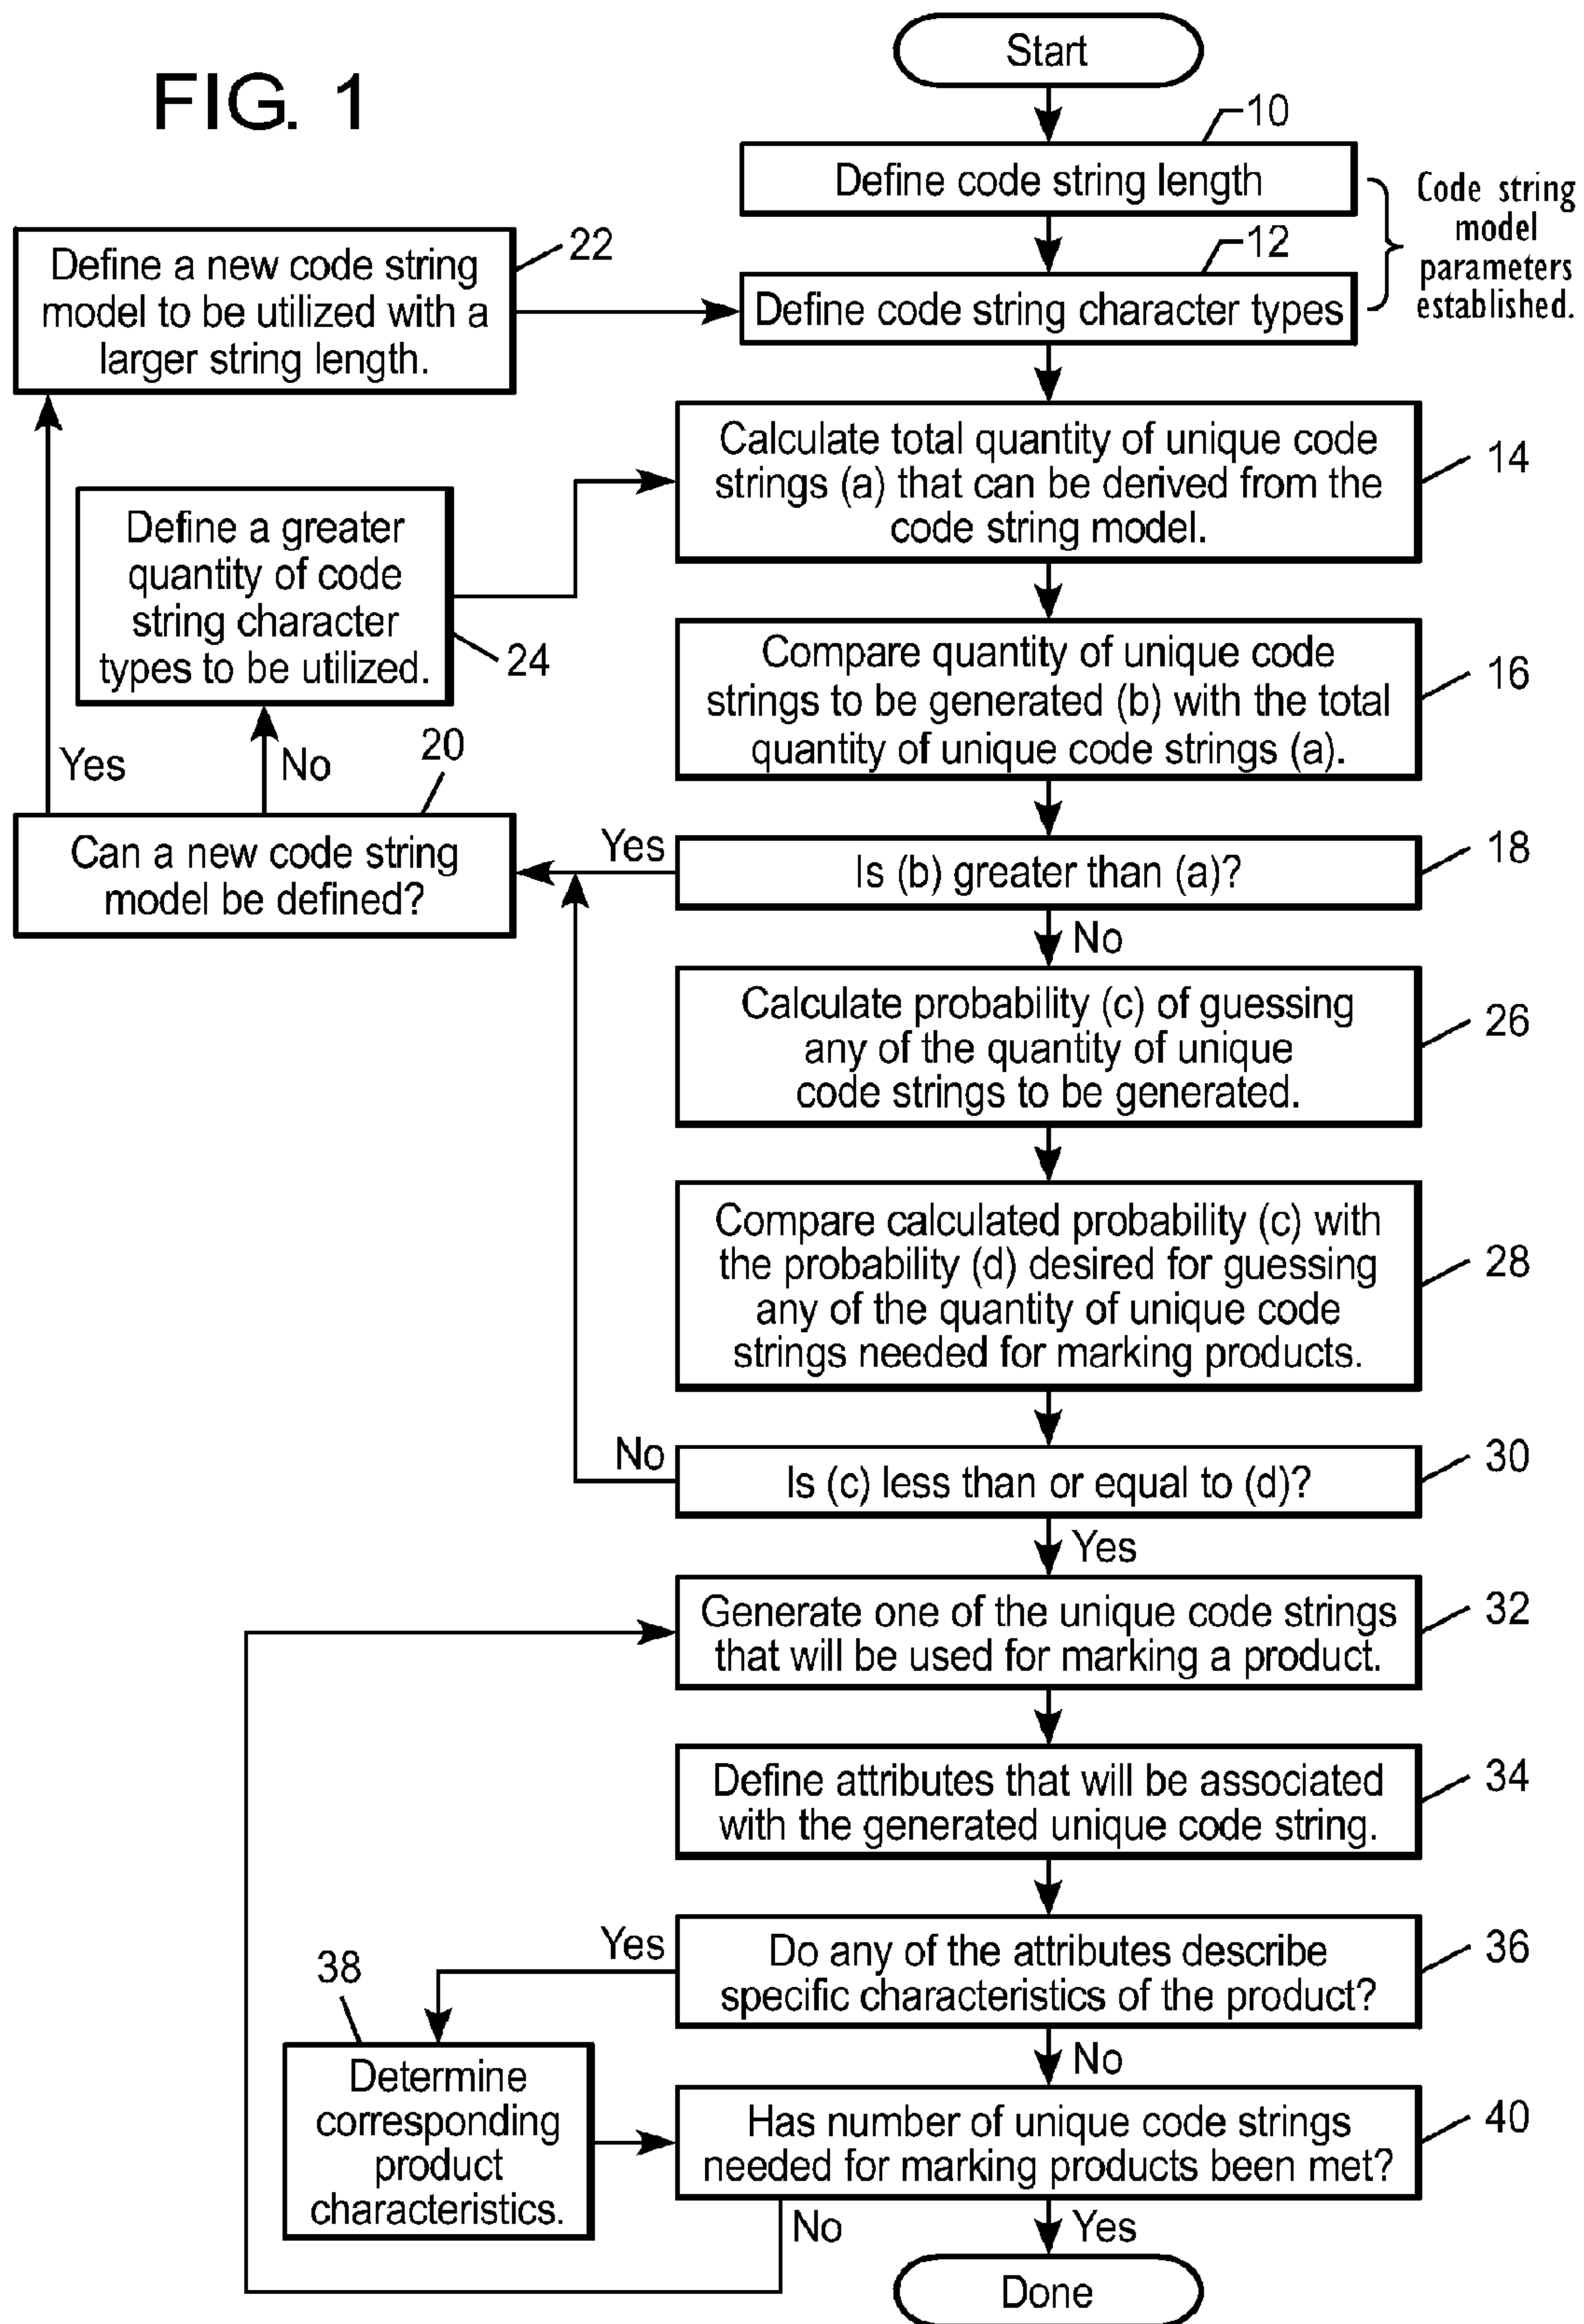 FIG. 1
Start
10
Define code string length
12
Define code string character types
Code string
model
parameters
established.
22
Define a new code string
model to be utilized with a
larger string length.
Calculate total quantity of unique code
strings (a) that can be derived from the
code string model.
14
Define a greater
quantity of code
string character
types to be utilized.
24
Compare quantity of unique code
strings to be generated (b) with the total
quantity of unique code strings (a).
16
Yes
No
20
Can a new code string
model be defined?
Yes
Is (b) greater than (a)?
18
No
Calculate probability (c) of guessing
any of the quantity of unique
code strings to be generated.
26
Compare calculated probability (c) with
the probability (d) desired for guessing
any of the quantity of unique code
strings needed for marking products.
28
No
Is (c) less than or equal to (d)?
30
Yes
Generate one of the unique code strings
that will be used for marking a product.
32
Define attributes that will be associated
with the generated unique code string.
34
Yes
Do any of the attributes describe
specific characteristics of the product?
36
38
Determine
corresponding
product
characteristics.
No
Has number of unique code strings
needed for marking products been met?
40
No
Yes
Done